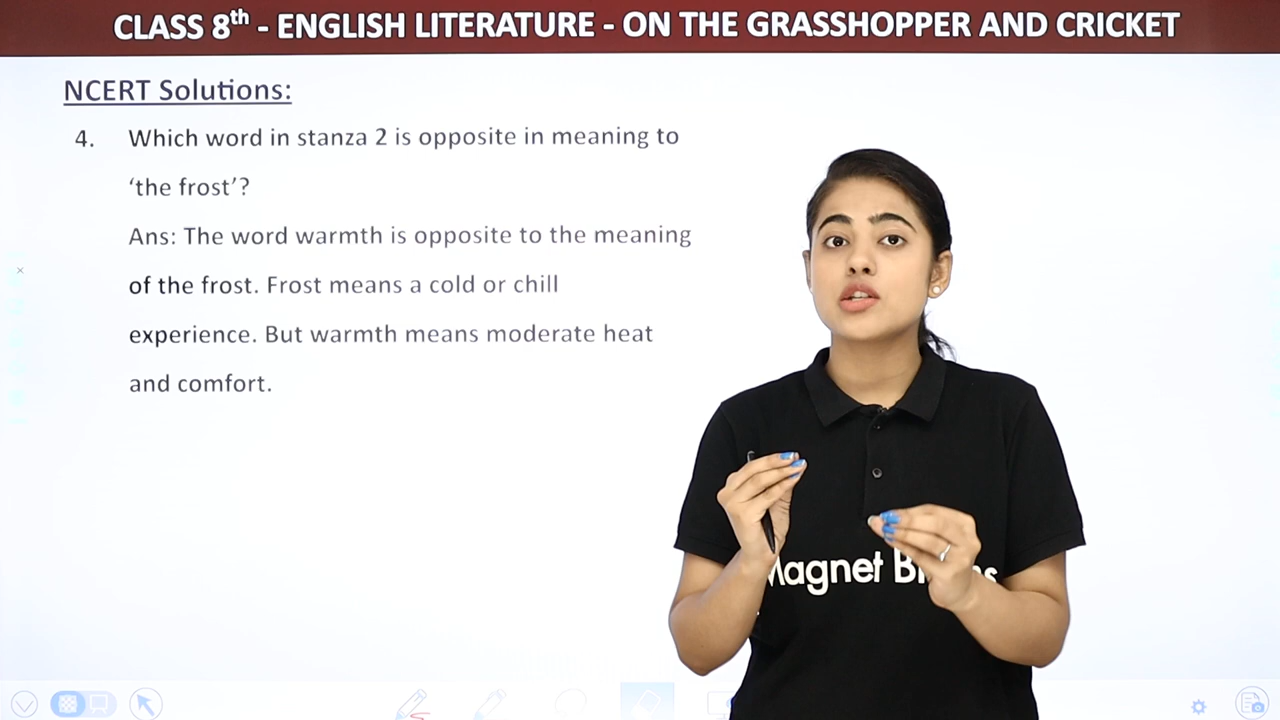 CLASS 8th - ENGLISH LITERATURE - ON THE GRASSHOPPER AND CRICKET
NCERT Solutions:
4. Which word in stanza 2 is opposite in meaning to
‘the frost’?
Ans: The word warmth is opposite to the meaning
of the frost. Frost means a cold or chill
experience. But warmth means moderate heat
and comfort.
Magnet